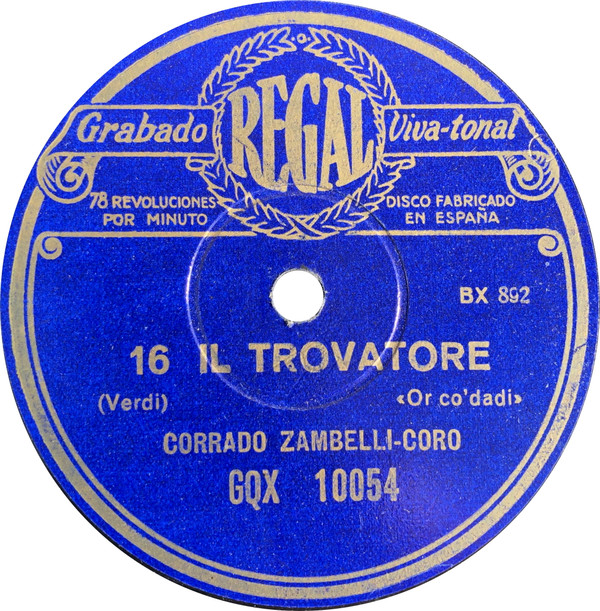 REGAL
Grabado Viva-tonal
78 REVOLUCIONES POR MINUTO
DISCO FABRICADO EN ESPAÑA
BX 892
16 IL TROVATORE
(Verdi) «Or co'dadi»
CORRADO ZAMBELLI-CORO
GQX 10054